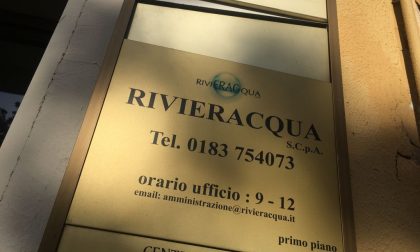 RIVIERACQUA
RIVIERACQUA
S.C.p.A.
Tel. 0183 754073
orario ufficio : 9 - 12
email: amministrazione@rivieracqua.it
primo piano